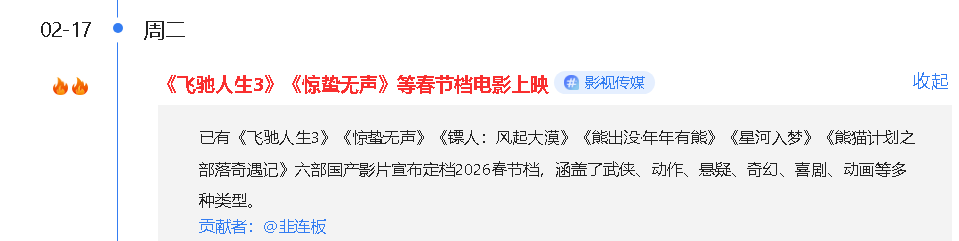 02-17 周二
《飞驰人生3》《惊蛰无声》等春节档电影上映 # 影视传媒 收起
已有《飞驰人生3》《惊蛰无声》《镖人：风起大漠》《熊出没·年年有熊》《星河入梦》《熊猫计划之
部落奇遇记》六部国产影片宣布定档2026春节档，涵盖了武侠、动作、悬疑、奇幻、喜剧、动画等多
种类型。
贡献者：@韭连板